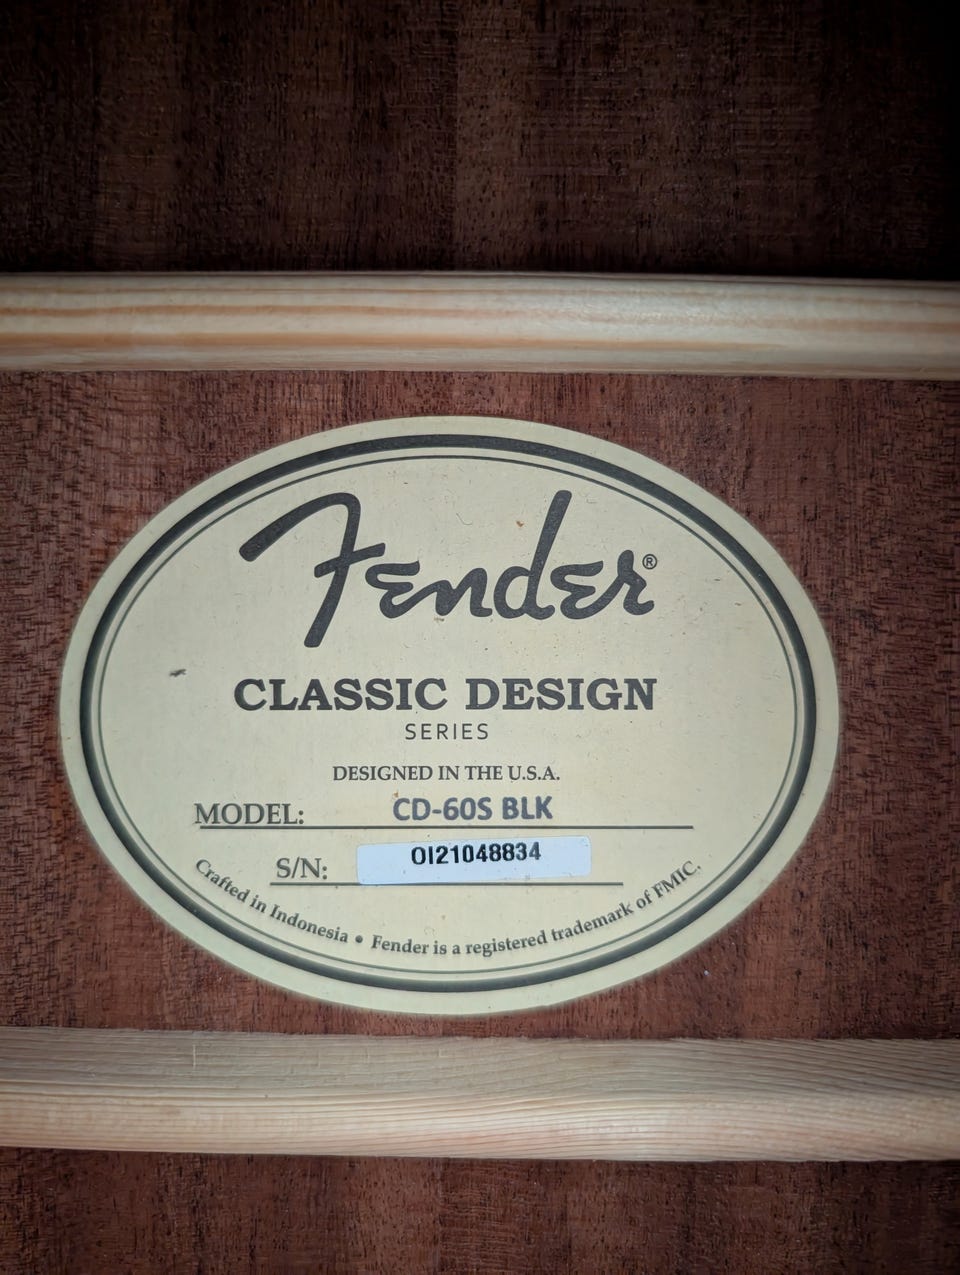 Fender®
CLASSIC DESIGN
SERIES
DESIGNED IN THE U.S.A.
MODEL: CD-60S BLK
S/N: OI21048834
Crafted in Indonesia • Fender is a registered trademark of FMIC.